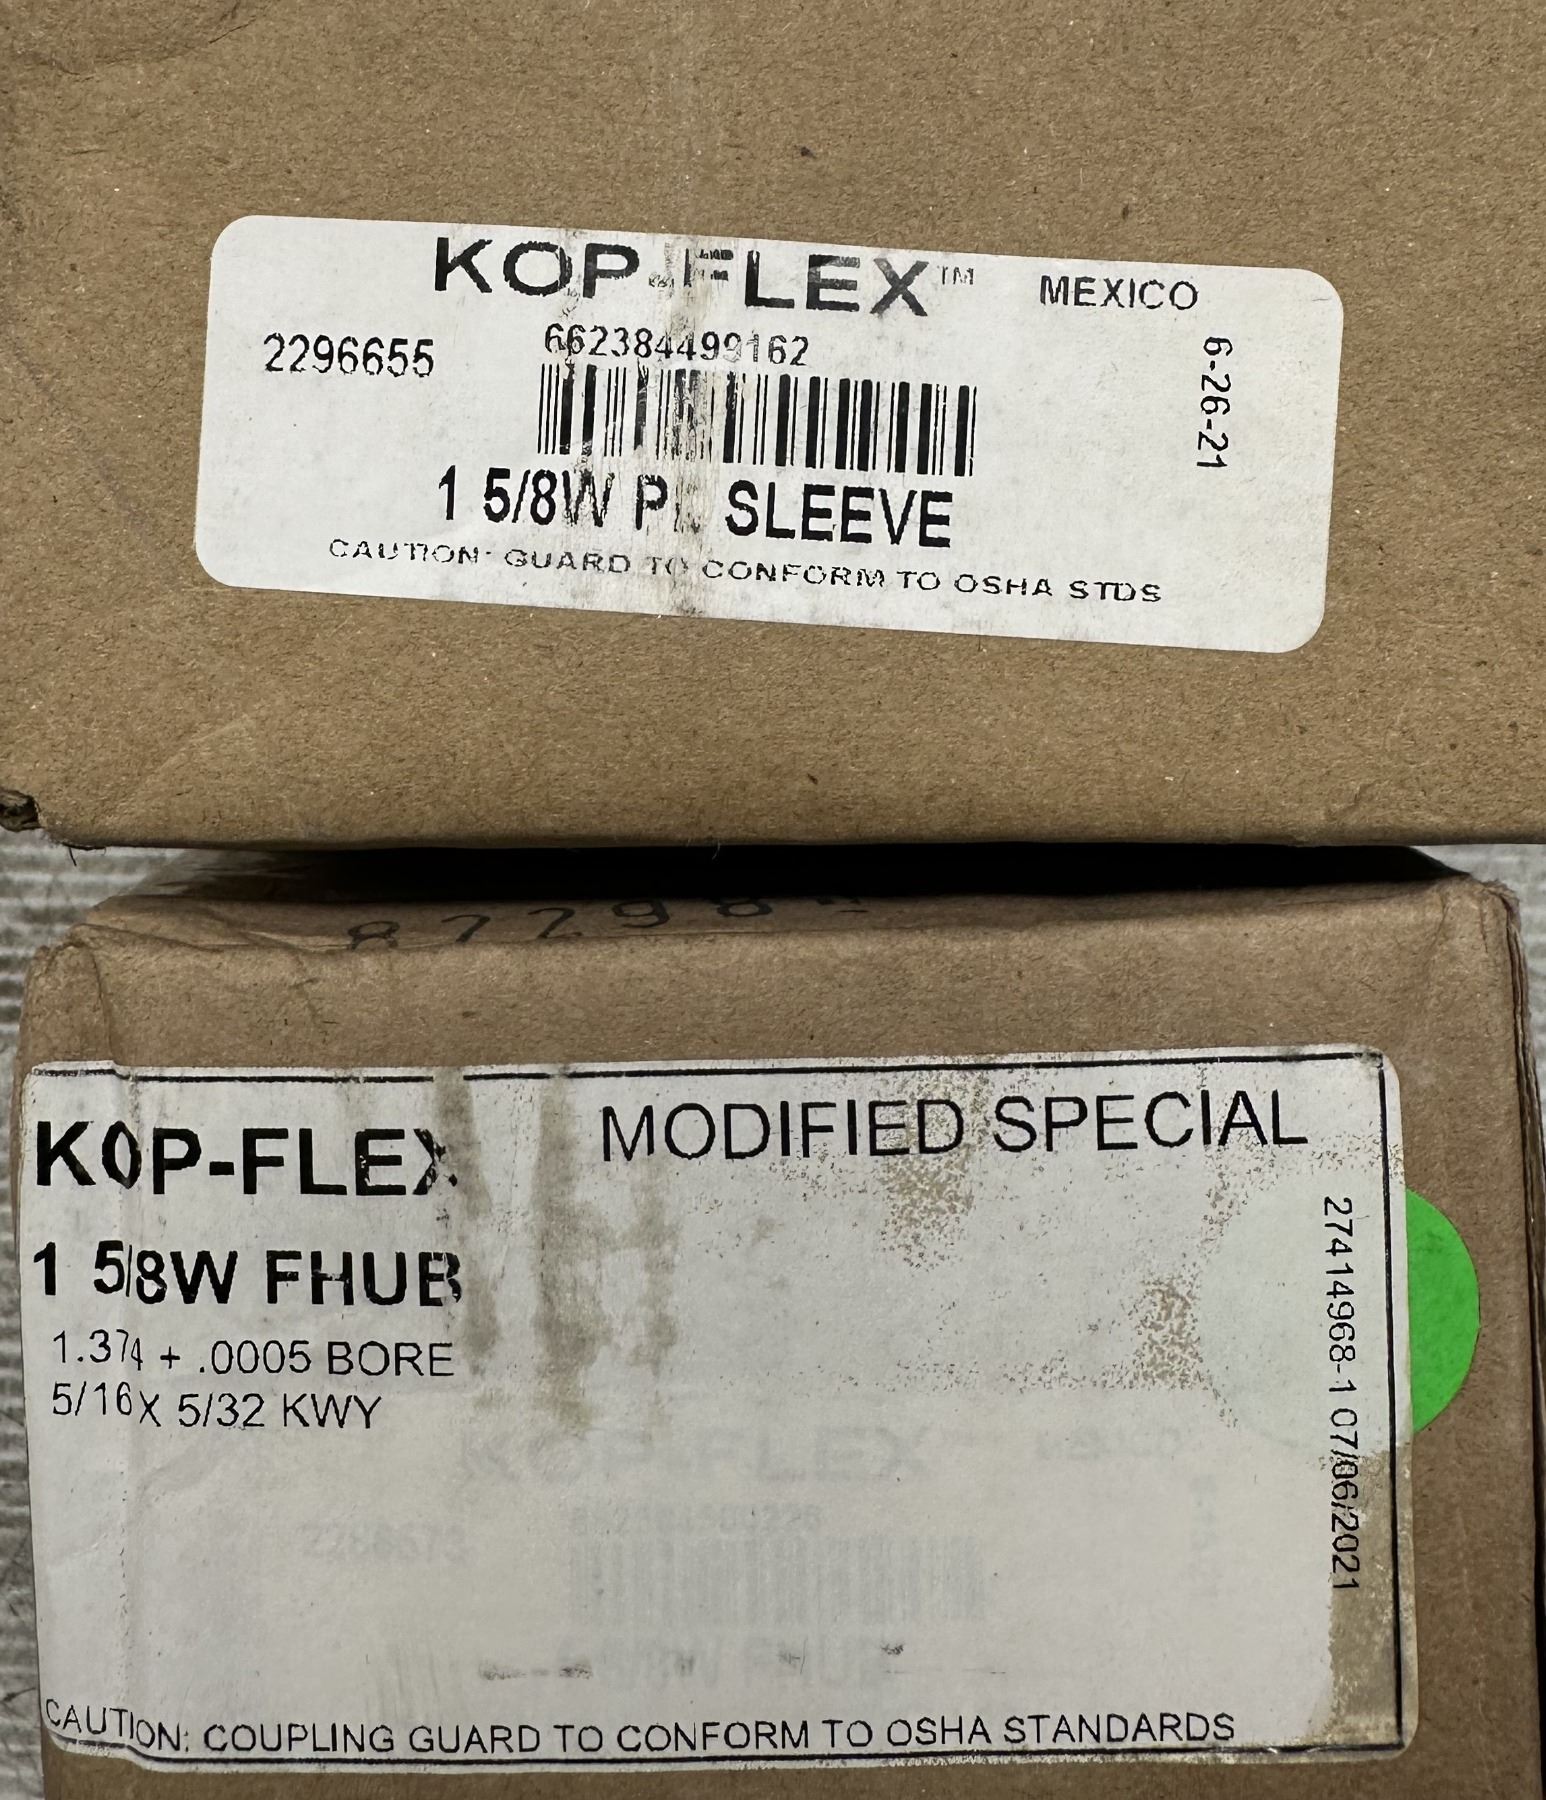 KOP-FLEX™ MEXICO
2296655
662384499162
6-26-21
1 5/8W SLEEVE
CAUTION: GUARD TO CONFORM TO OSHA STDS
KOP-FLEX
MODIFIED SPECIAL
1 5/8W FHUB
1.374 + .0005 BORE
5/16 X 5/32 KWY
27414968-1 07/06/2021
CAUTION: COUPLING GUARD TO CONFORM TO OSHA STANDARDS